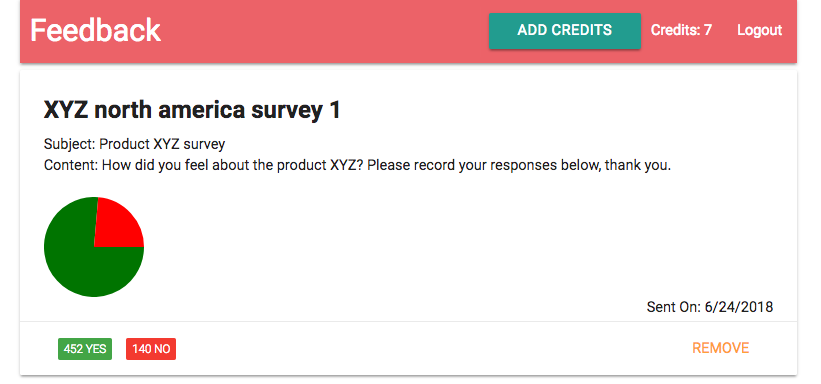 Feedback
ADD CREDITS
Credits: 7
Logout
XYZ north america survey 1
Subject: Product XYZ survey
Content: How did you feel about the product XYZ? Please record your responses below, thank you.
Sent On: 6/24/2018
452 YES
140 NO
REMOVE